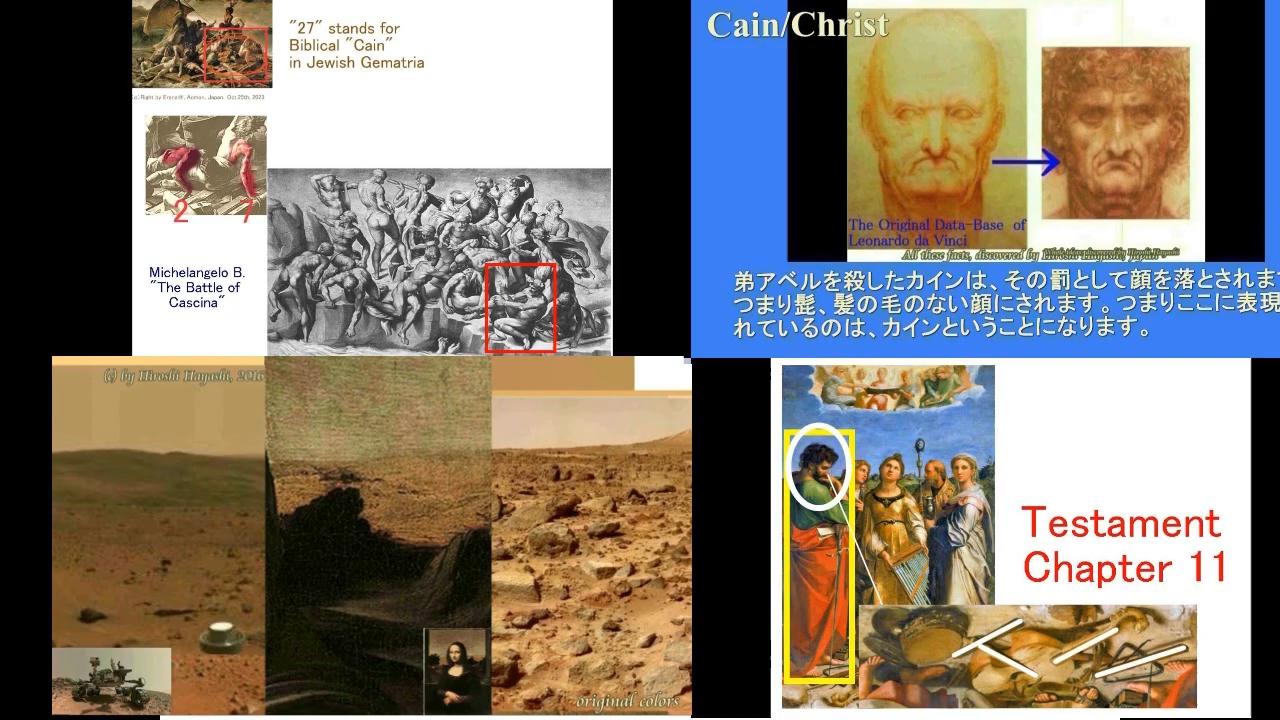 "27" stands for
Biblical "Cain"
in Jewish Gematria
2 7
Michelangelo B.
"The Battle of
Cascina"
Cain/Christ
The Original Data-Base of
Leonardo da Vinci
All these facts, discovered by
弟アベルを殺したカインは、その罰として顔を落とされま
つまり髭、髪の毛のない顔にされます。つまりここに表現
れているのは、カインということになります。
(c) by Hiroshi Hayashi, 2016
original colors
Testament
Chapter 11